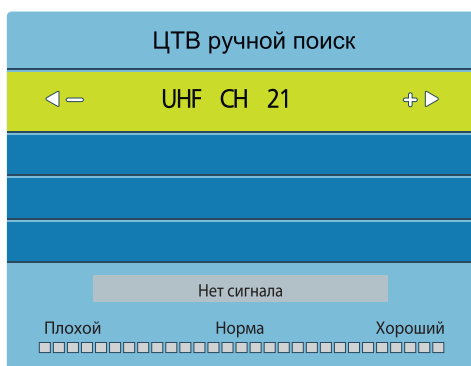 ЦТВ ручной поиск
− UHF CH 21 +
Нет сигнала
Плохой Норма Хороший